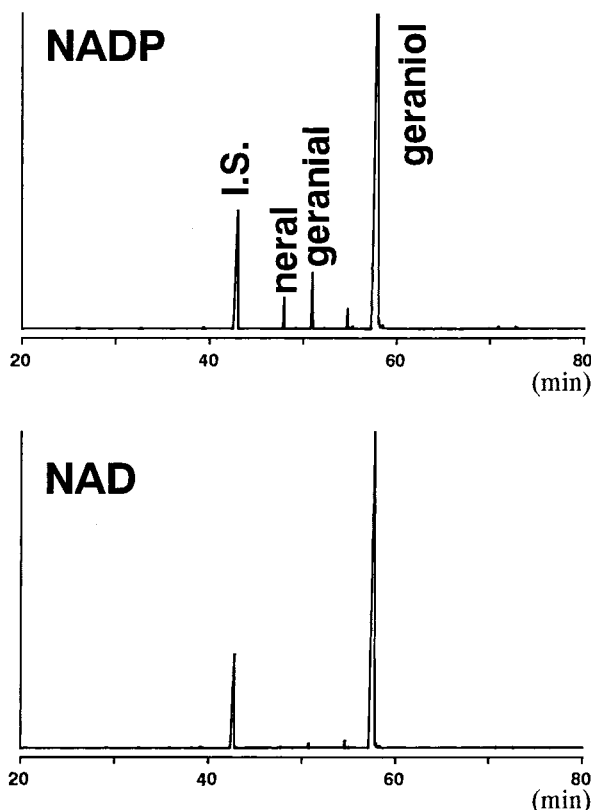 NADP
I.S.
neral
geranial
geraniol
20 40 60 80
(min)
NAD
20 40 60 80
(min)